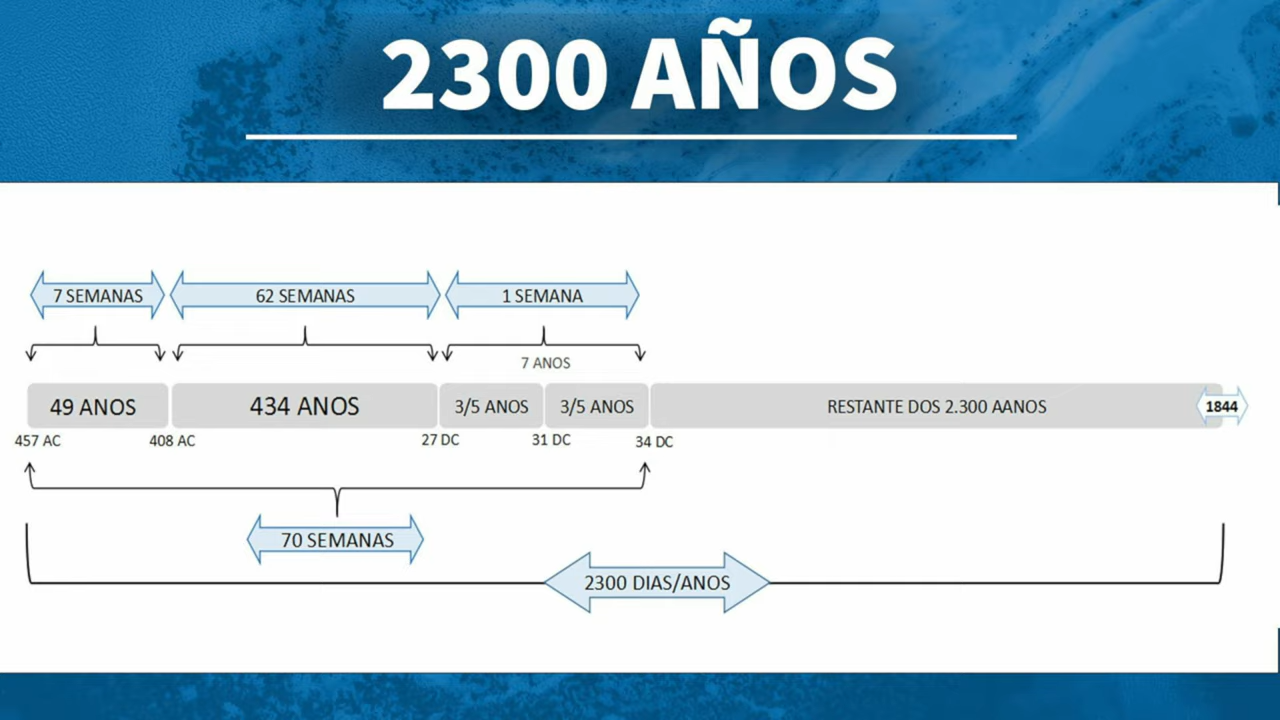 2300 AÑOS
7 SEMANAS
62 SEMANAS
1 SEMANA
7 ANOS
49 ANOS
434 ANOS
3/5 ANOS
3/5 ANOS
RESTANTE DOS 2.300 AANOS
1844
457 AC
408 AC
27 DC
31 DC
34 DC
70 SEMANAS
2300 DIAS/ANOS